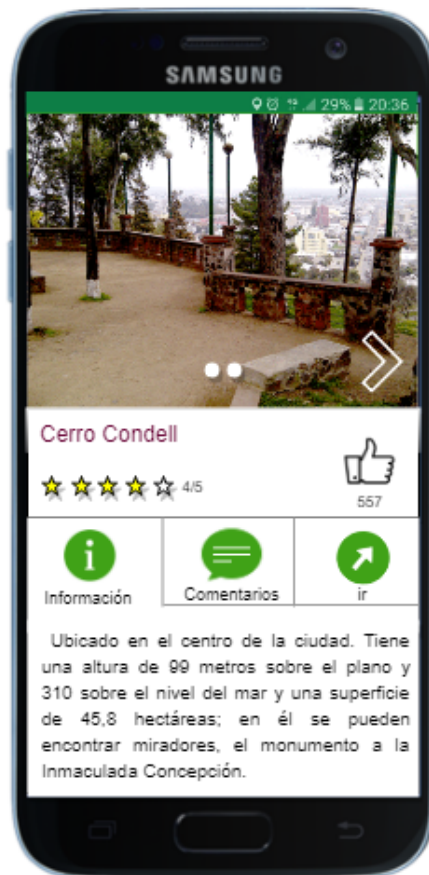 SAMSUNG
29% 20:36
Cerro Condell
4/5
557
Información
Comentarios
ir
Ubicado en el centro de la ciudad. Tiene
una altura de 99 metros sobre el plano y
310 sobre el nivel del mar y una superficie
de 45,8 hectáreas; en él se pueden
encontrar miradores, el monumento a la
Inmaculada Concepción.